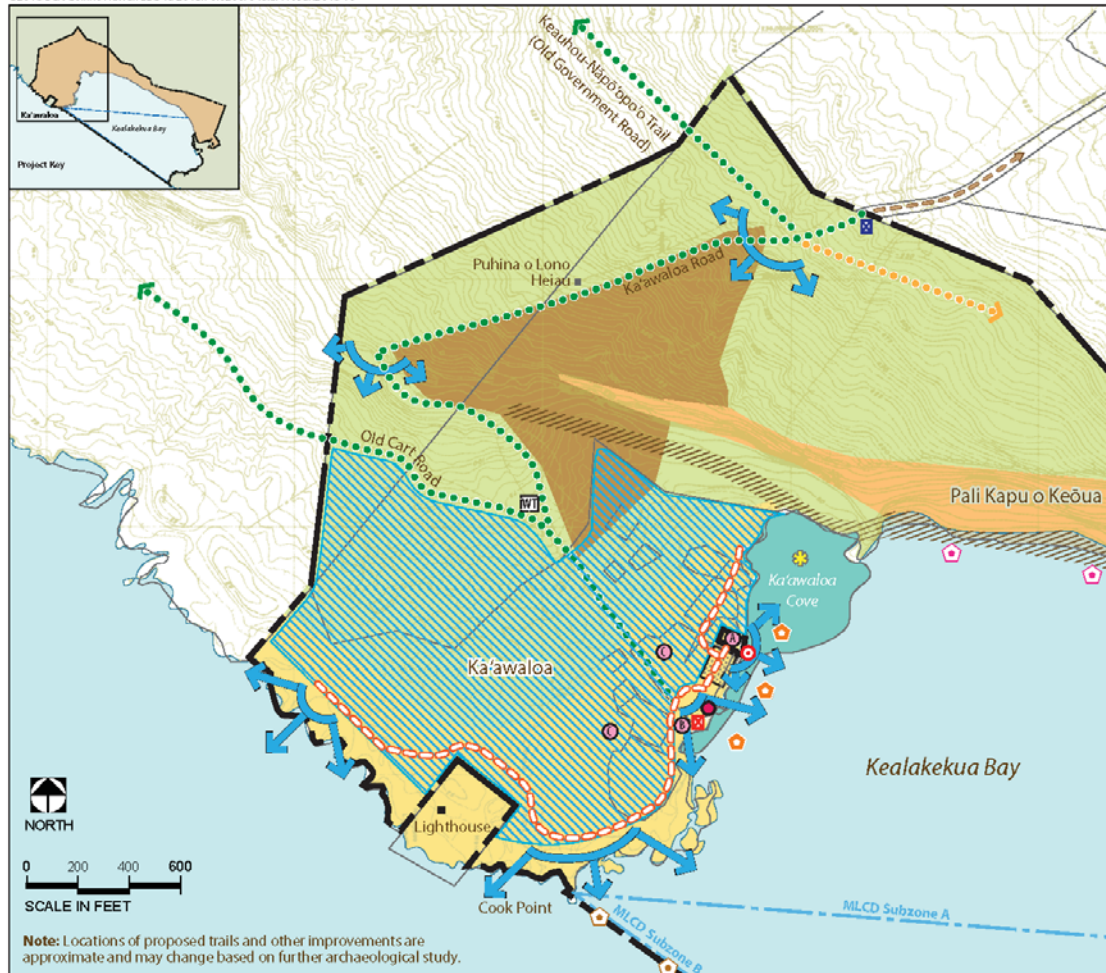 Ka'awaloa
Kealakekua Bay
Project Key
Keauhou-Nāpō'opo'o Trail
(Old Government Road)
Puhina o Lono
Heiau
Ka'awaloa Road
Old Cart Road
WT
Pali Kapu o Keōua
Ka'awaloa
Cove
A
C
Ka'awaloa
B
C
Kealakekua Bay
NORTH
Lighthouse
0 200 400 600
SCALE IN FEET
Cook Point
MLCD Subzone A
MLCD Subzone B
Note: Locations of proposed trails and other improvements are
approximate and may change based on further archaeological study.